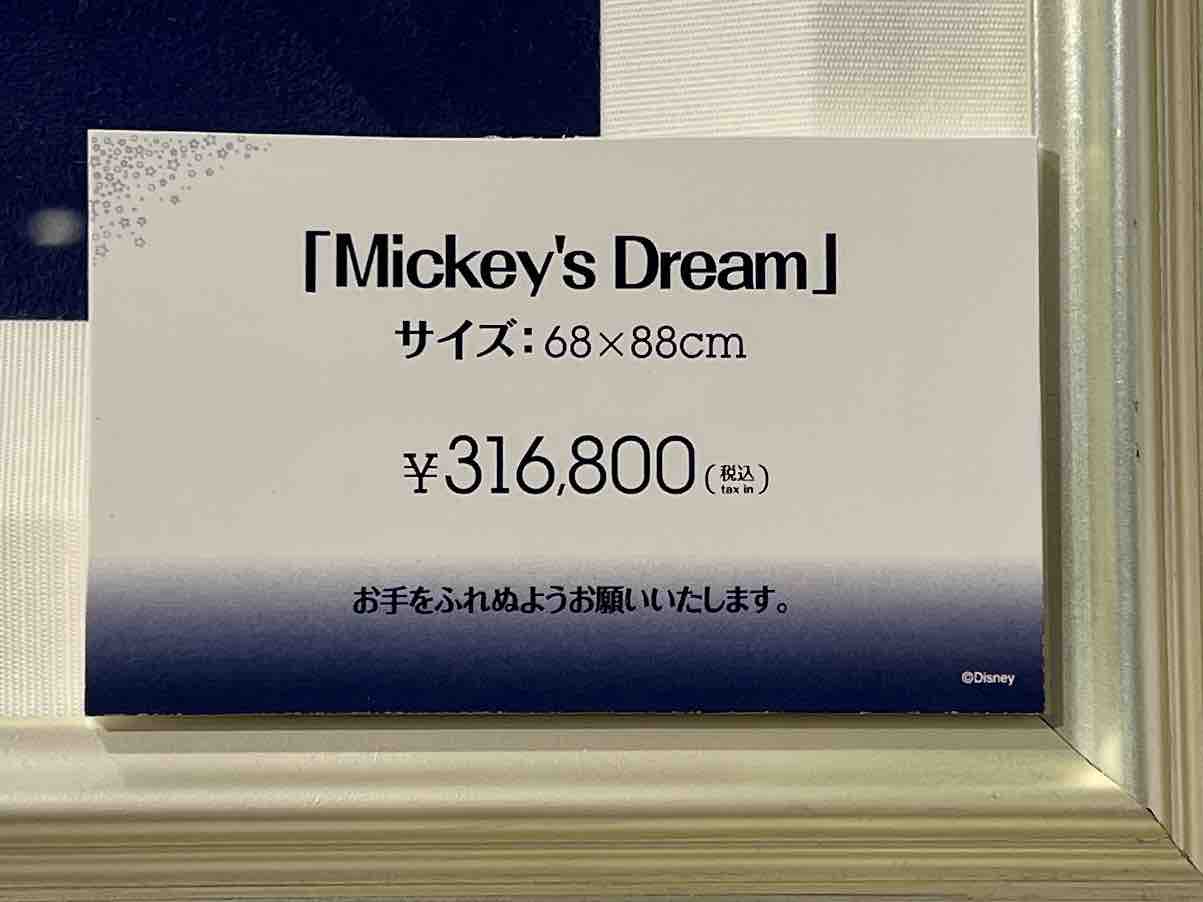 「Mickey's Dream」
サイズ：68×88cm
¥316,800(税込 tax in)
お手をふれぬようお願いいたします。
©Disney